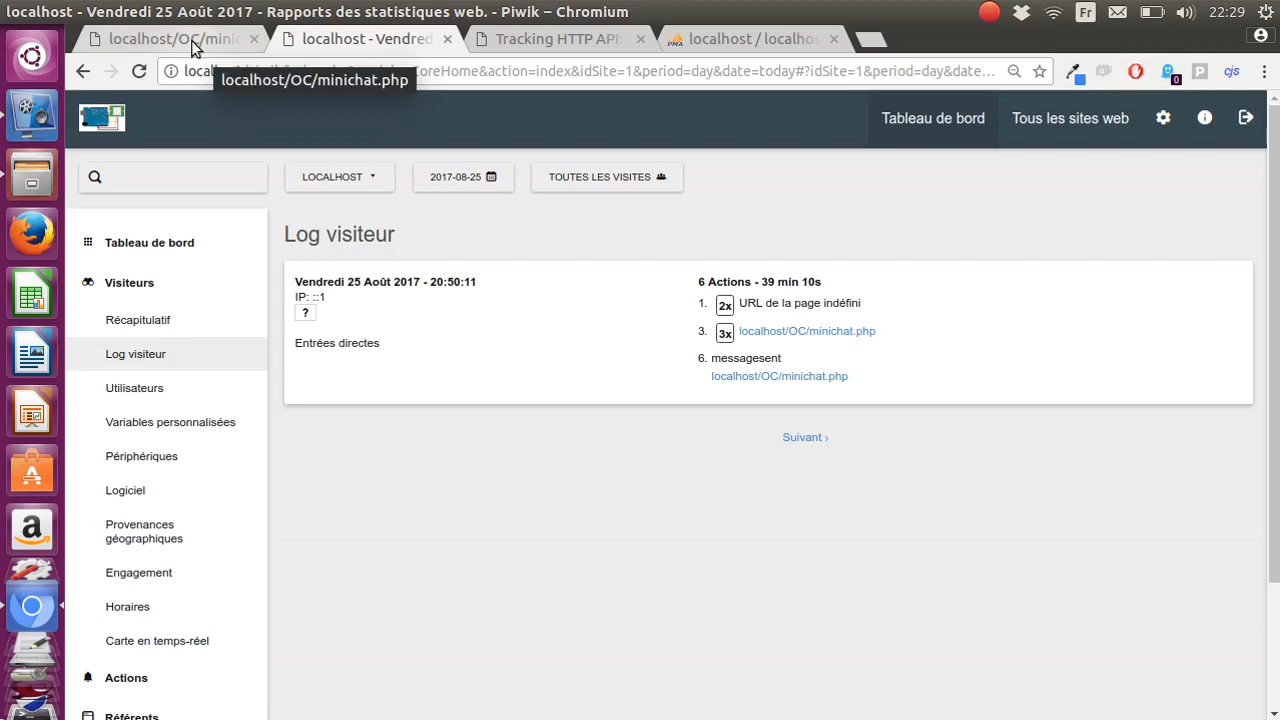 localhost - Vendredi 25 Août 2017 - Rapports des statistiques web. - Piwik – Chromium
Fr
22:29
localhost/OC/mini
localhost - Vendred
Tracking HTTP API:
PMA
localhost / localhos
oreHome&action=index&idSite=1&period=day&date=today#?idSite=1&period=day&date...
0
P
cjs
localhost/OC/minichat.php
Tableau de bord
Tous les sites web
LOCALHOST
2017-08-25
TOUTES LES VISITES
Tableau de bord
Visiteurs
Récapitulatif
Log visiteur
Utilisateurs
Variables personnalisées
Périphériques
Logiciel
Provenances
géographiques
Engagement
Horaires
Carte en temps-réel
Actions
Référents
Log visiteur
Vendredi 25 Août 2017 - 20:50:11
IP: ::1
?
Entrées directes
6 Actions - 39 min 10s
1. 2x URL de la page indéfini
3. 3x localhost/OC/minichat.php
6. messagesent
localhost/OC/minichat.php
Suivant ›